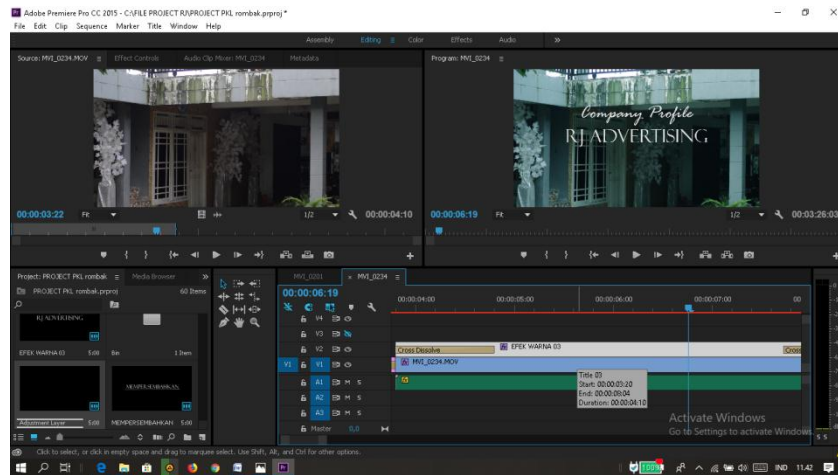 Adobe Premiere Pro CC 2015 - C:\FILE PROJECT RJ\PROJECT PKL rombak.prproj *
File Edit Clip Sequence Marker Title Window Help
Assembly Editing Color Effects Audio
Source: MVI_0234.MOV Effect Controls Audio Clip Mixer: MVI_0234 Metadata
Program: MVI_0234
Company Profile
RJ ADVERTISING
00:00:03:22 Fit 1/2 00:00:04:10
00:00:06:19 Fit 1/2 00:03:26:03
Project: PROJECT PKL rombak Media Browser
PROJECT PKL rombak.prproj 60 Items
RJ ADVERTISING
EFEK WARNA 03 5:00 Bin 1 Item
MEMPERSEMBAHKAN
Adjustment Layer 5:00 MEMPERSEMBAHKAN 5:00
MVI_0201 MVI_0234
00:00:06:19
00:00:04:00 00:00:05:00 00:00:06:00 00:00:07:00 00
V4
V3
V2 Cross Dissolve EFEK WARNA 03 Cross
V1 V1 MVI_0234.MOV
A1 M S
A2 M S
A3 M S
Master 0,0
Title 03
Start: 00:00:03:20
End: 00:00:08:04
Duration: 00:00:04:10
Activate Windows
Go to Settings to activate Windows.
S S
Click to select, or click in empty space and drag to marquee select. Use Shift, Alt, and Ctrl for other options.
100% IND 11.42